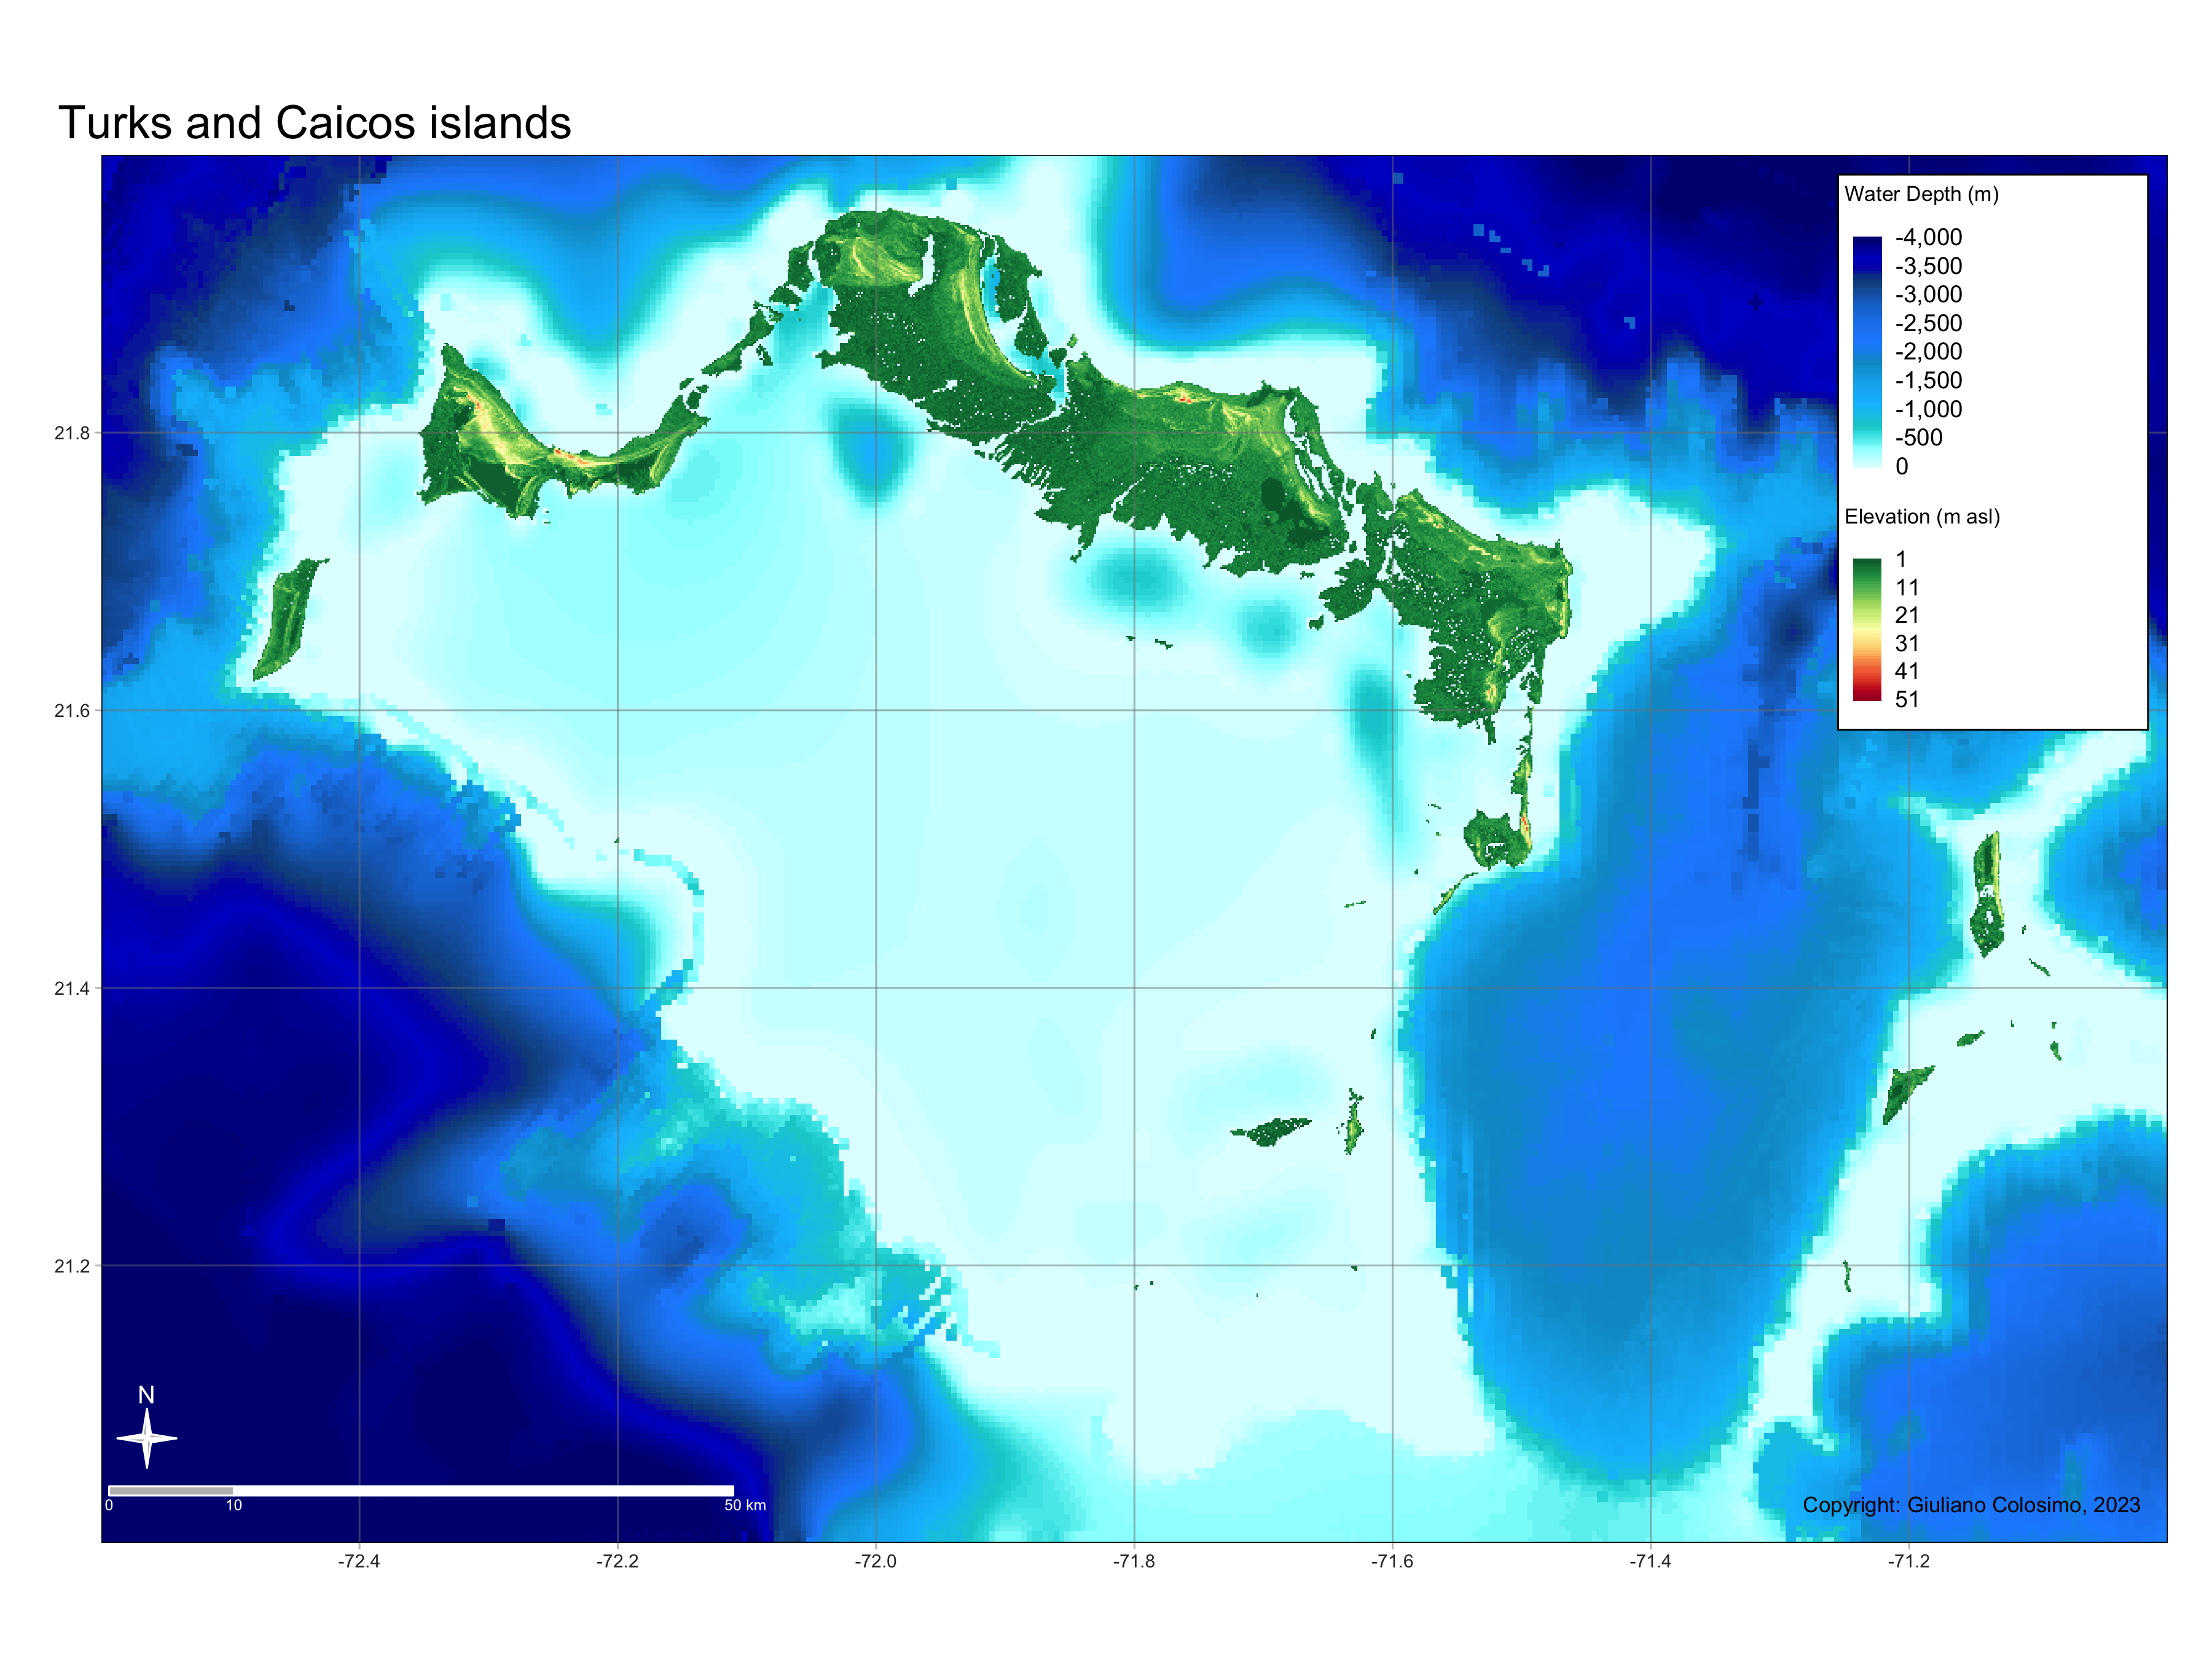 Turks and Caicos islands
Water Depth (m)
-4,000
-3,500
-3,000
-2,500
-2,000
-1,500
-1,000
-500
0
Elevation (m asl)
1
11
21
31
41
51
21.8
21.6
21.4
21.2
N
0 10 50 km
Copyright: Giuliano Colosimo, 2023
-72.4 -72.2 -72.0 -71.8 -71.6 -71.4 -71.2